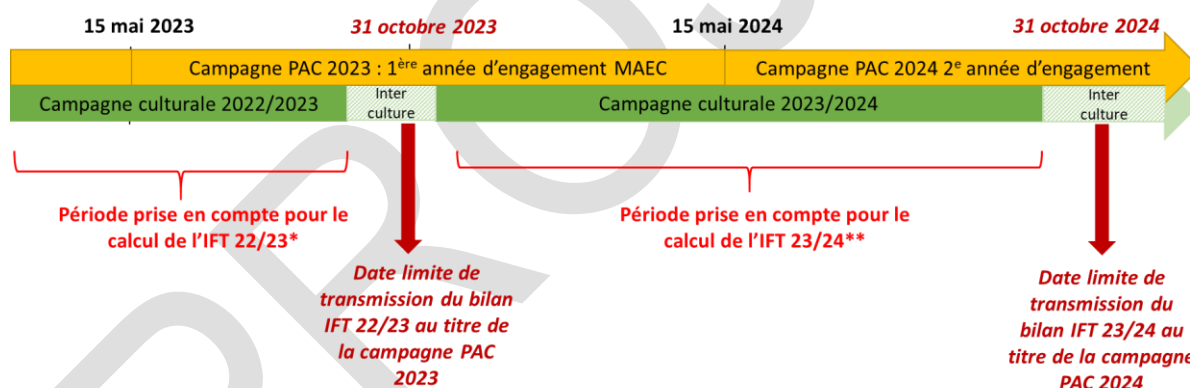 15 mai 2023
31 octobre 2023
15 mai 2024
31 octobre 2024
Campagne PAC 2023 : 1ère année d'engagement MAEC
Campagne PAC 2024 2e année d'engagement
Campagne culturale 2022/2023
Inter
culture
Campagne culturale 2023/2024
Inter
culture
Période prise en compte pour le
calcul de l'IFT 22/23*
Période prise en compte pour le
calcul de l'IFT 23/24**
Date limite de
transmission du bilan
IFT 22/23 au titre de
la campagne PAC
2023
Date limite de
transmission du
bilan IFT 23/24 au
titre de la campagne
PAC 2024